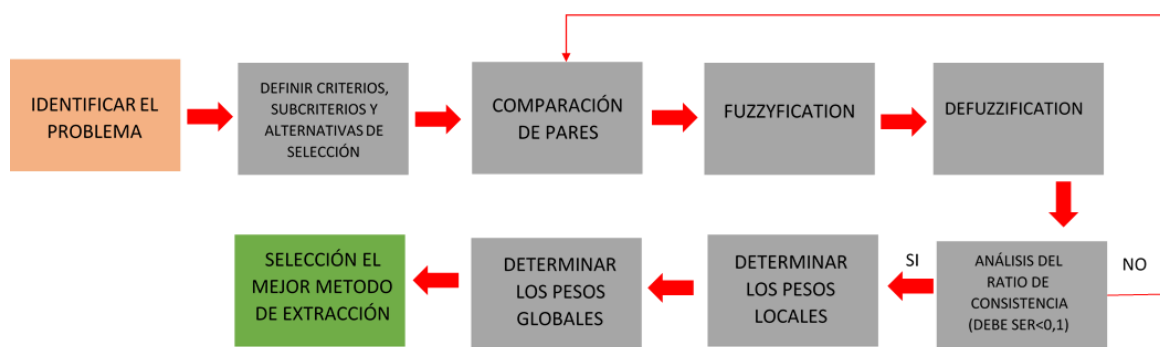 IDENTIFICAR EL
PROBLEMA
DEFINIR CRITERIOS,
SUBCRITERIOS Y
ALTERNATIVAS DE
SELECCIÓN
COMPARACIÓN
DE PARES
FUZZYFICATION
DEFUZZIFICATION
ANÁLISIS DEL
RATIO DE
CONSISTENCIA
(DEBE SER<0,1)
NO
SI
DETERMINAR
LOS PESOS
LOCALES
DETERMINAR
LOS PESOS
GLOBALES
SELECCIÓN EL
MEJOR METODO
DE EXTRACCIÓN